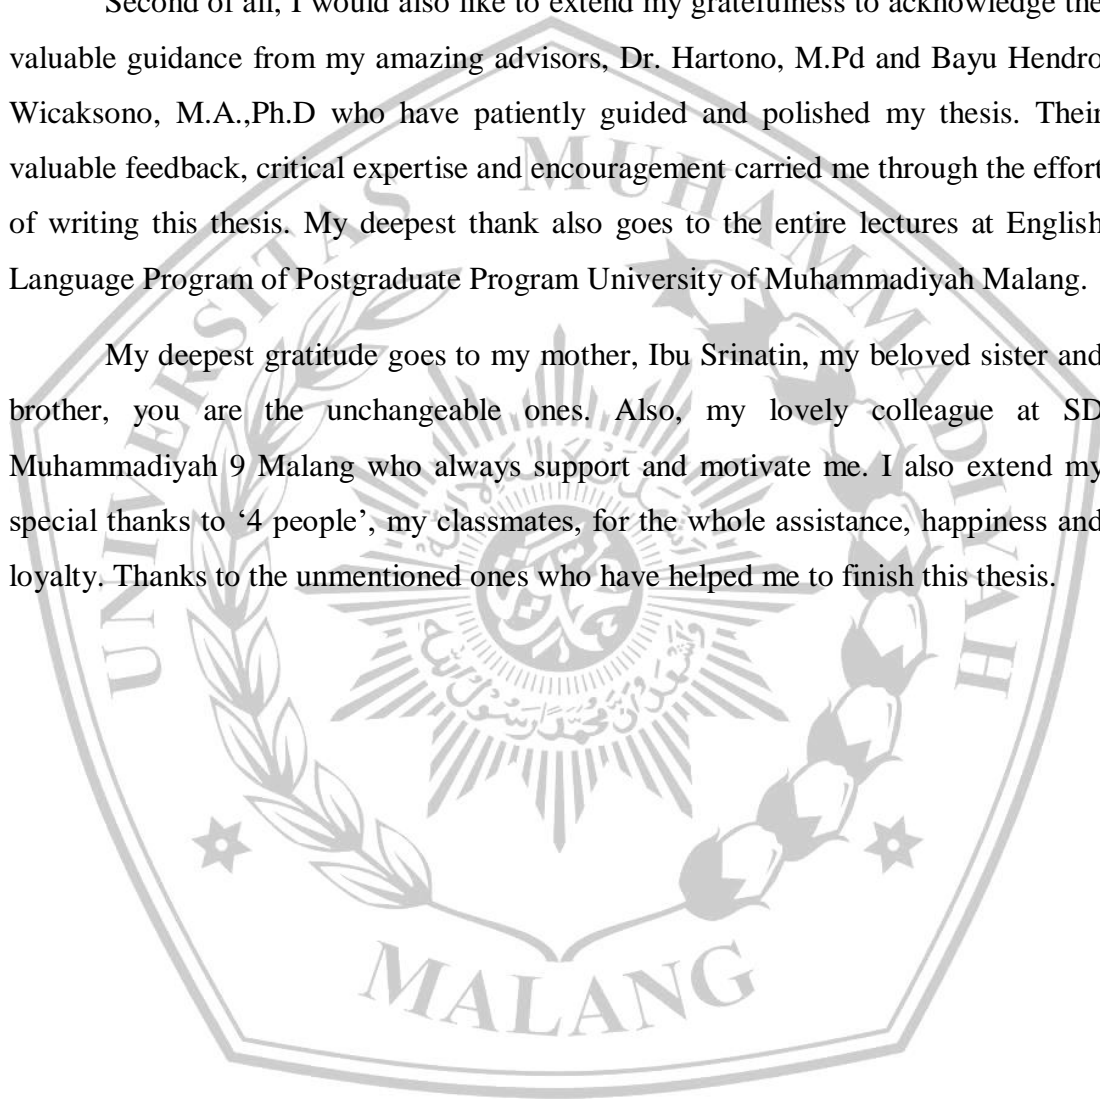 Second of all, I would also like to extend my gratefulness to acknowledge the
valuable guidance from my amazing advisors, Dr. Hartono, M.Pd and Bayu Hendro
Wicaksono, M.A.,Ph.D who have patiently guided and polished my thesis. Their
valuable feedback, critical expertise and encouragement carried me through the effort
of writing this thesis. My deepest thank also goes to the entire lectures at English
Language Program of Postgraduate Program University of Muhammadiyah Malang.
My deepest gratitude goes to my mother, Ibu Srinatin, my beloved sister and
brother, you are the unchangeable ones. Also, my lovely colleague at SD
Muhammadiyah 9 Malang who always support and motivate me. I also extend my
special thanks to ‘4 people’, my classmates, for the whole assistance, happiness and
loyalty. Thanks to the unmentioned ones who have helped me to finish this thesis.
UNIVERSITAS MUHAMMADIYAH
MALANG